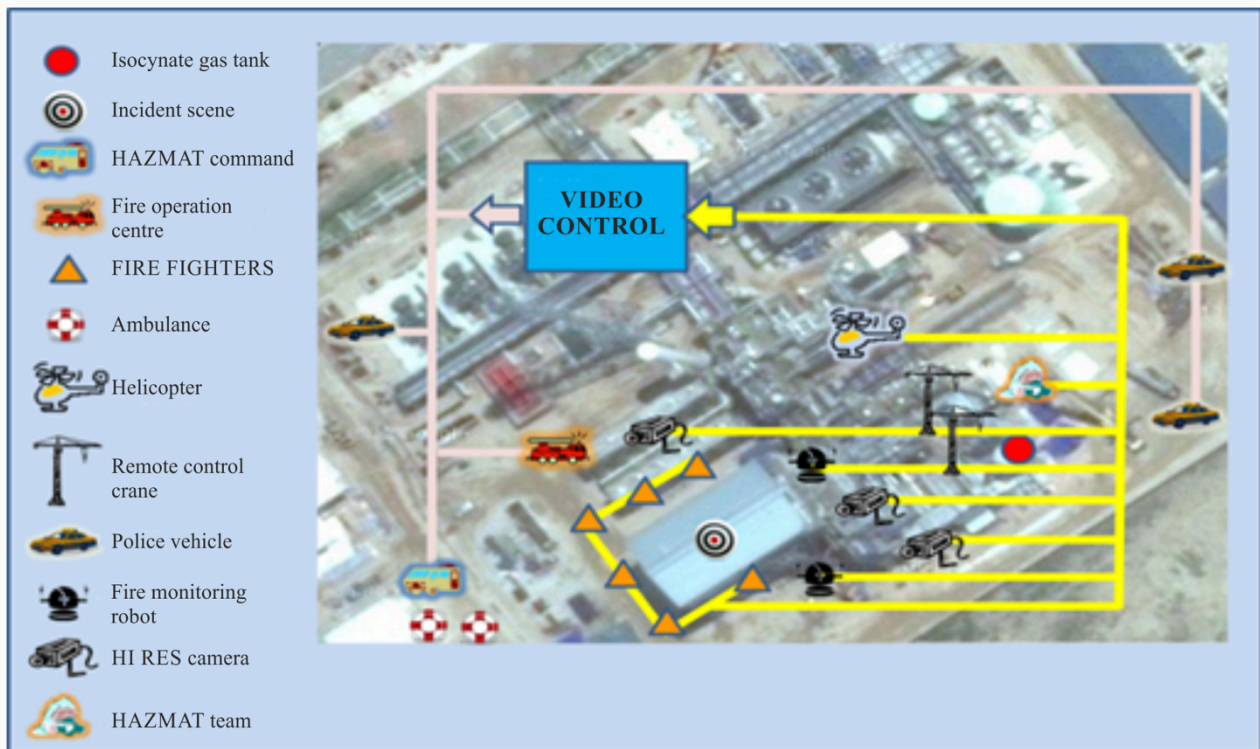 Isocynate gas tank
Incident scene
HAZMAT command
Fire operation
centre
FIRE FIGHTERS
Ambulance
Helicopter
Remote control
crane
Police vehicle
Fire monitoring
robot
HI RES camera
HAZMAT team
VIDEO
CONTROL